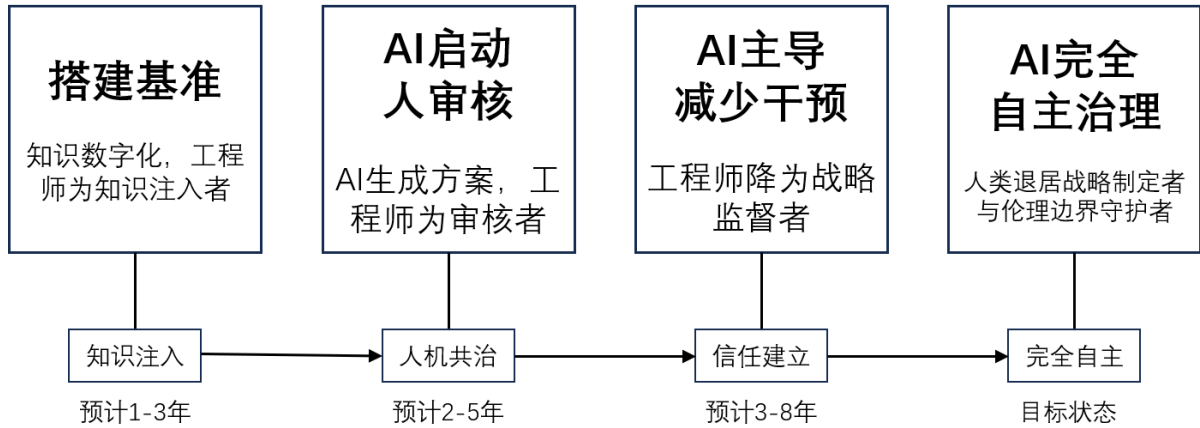 搭建基准
知识数字化，工程
师为知识注入者
AI启动
人审核
AI生成方案，工
程师为审核者
AI主导
减少干预
工程师降为战略
监督者
AI完全
自主治理
人类退居战略制定者
与伦理边界守护者
知识注入
人机共治
信任建立
完全自主
预计1-3年
预计2-5年
预计3-8年
目标状态